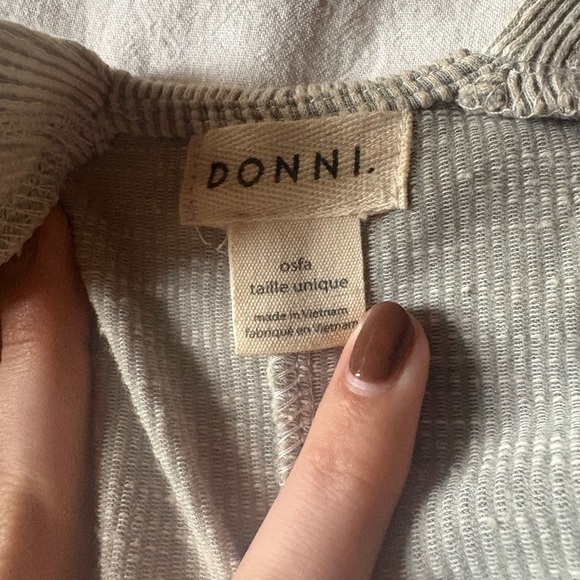 DONNI.
osfa
taille unique
made in Vietnam
fabriqué en Vietnam